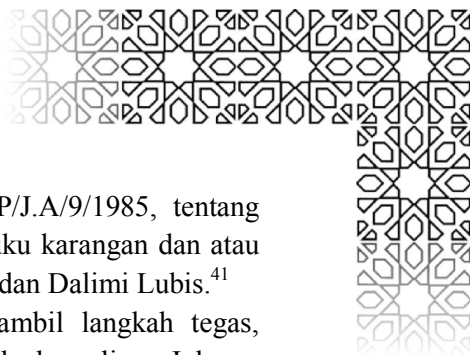 P/J.A/9/1985, tentang
ku karangan dan atau
dan Dalimi Lubis.⁴¹
ambil langkah tegas,